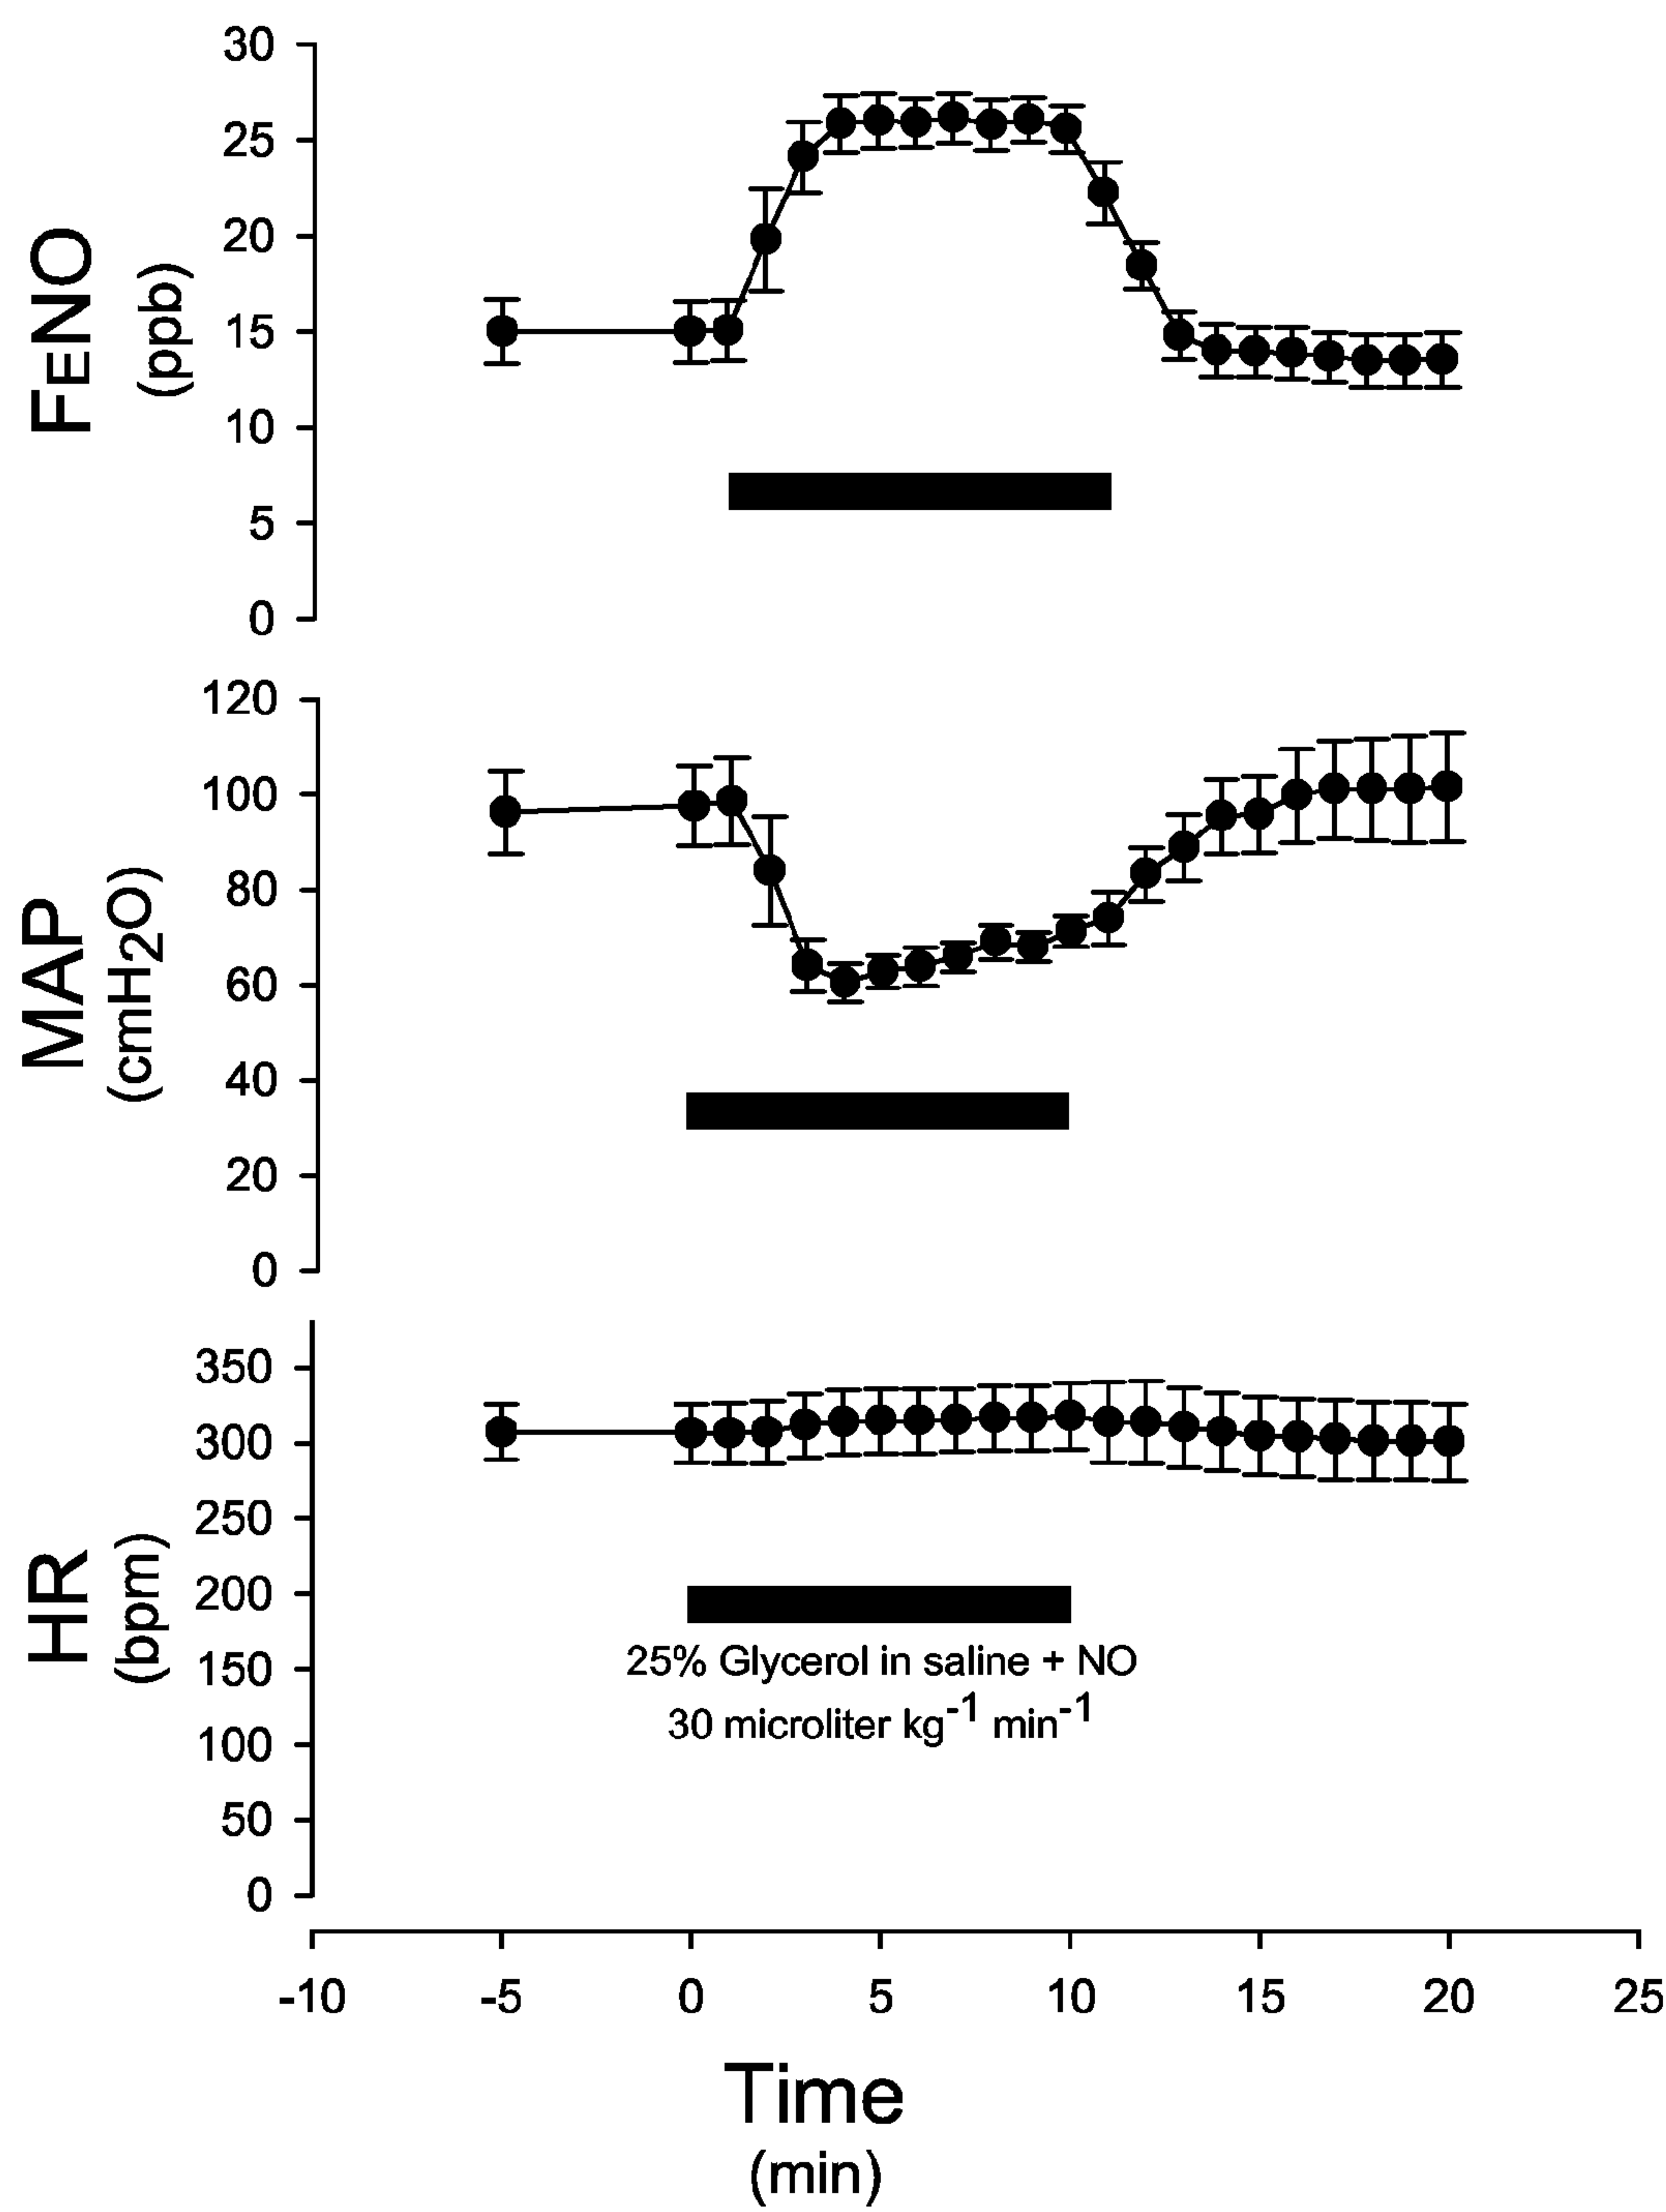 FENO
(ppb)
30
25
20
15
10
5
0
MAP
(cmH2O)
120
100
80
60
40
20
0
HR
(bpm)
350
300
250
200
150
100
50
0
25% Glycerol in saline + NO
30 microliter kg-1 min-1
-10 -5 0 5 10 15 20 25
Time
(min)